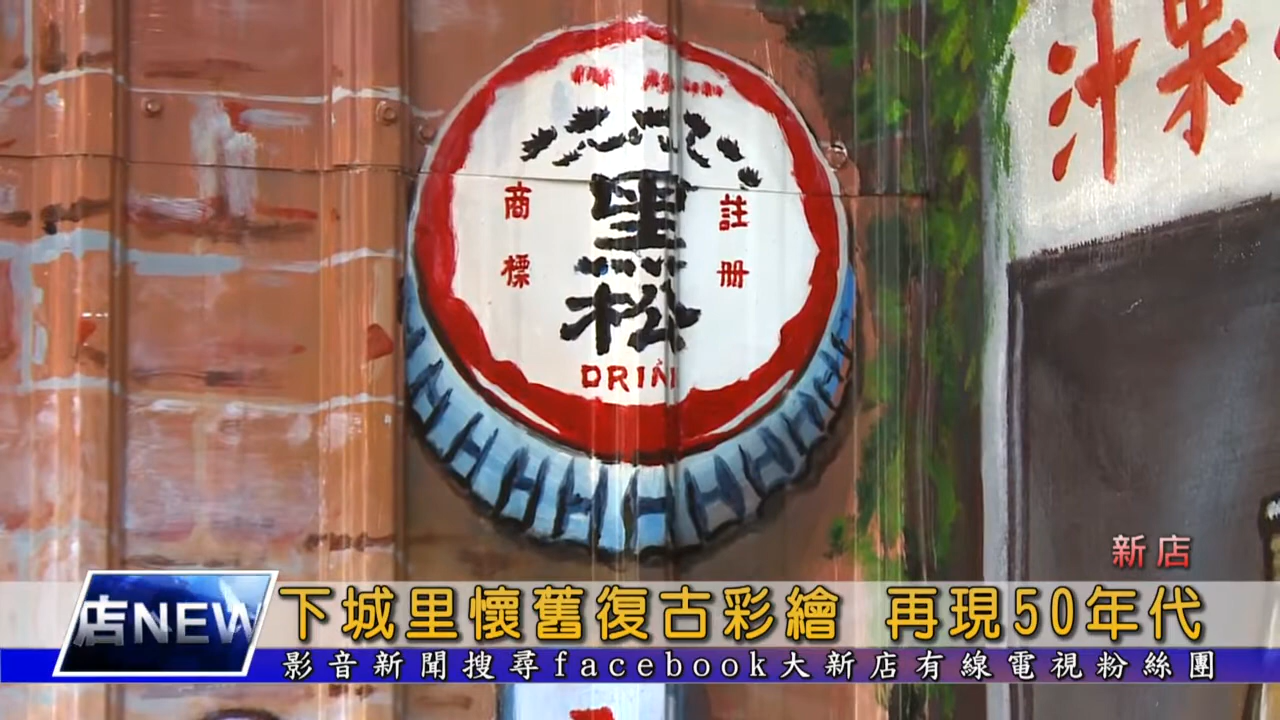 汁果
黑松
商標
註册
DRIN
新店
店NEW
下城里懷舊復古彩繪 再現50年代
影音新聞搜尋facebook大新店有線電視粉絲團